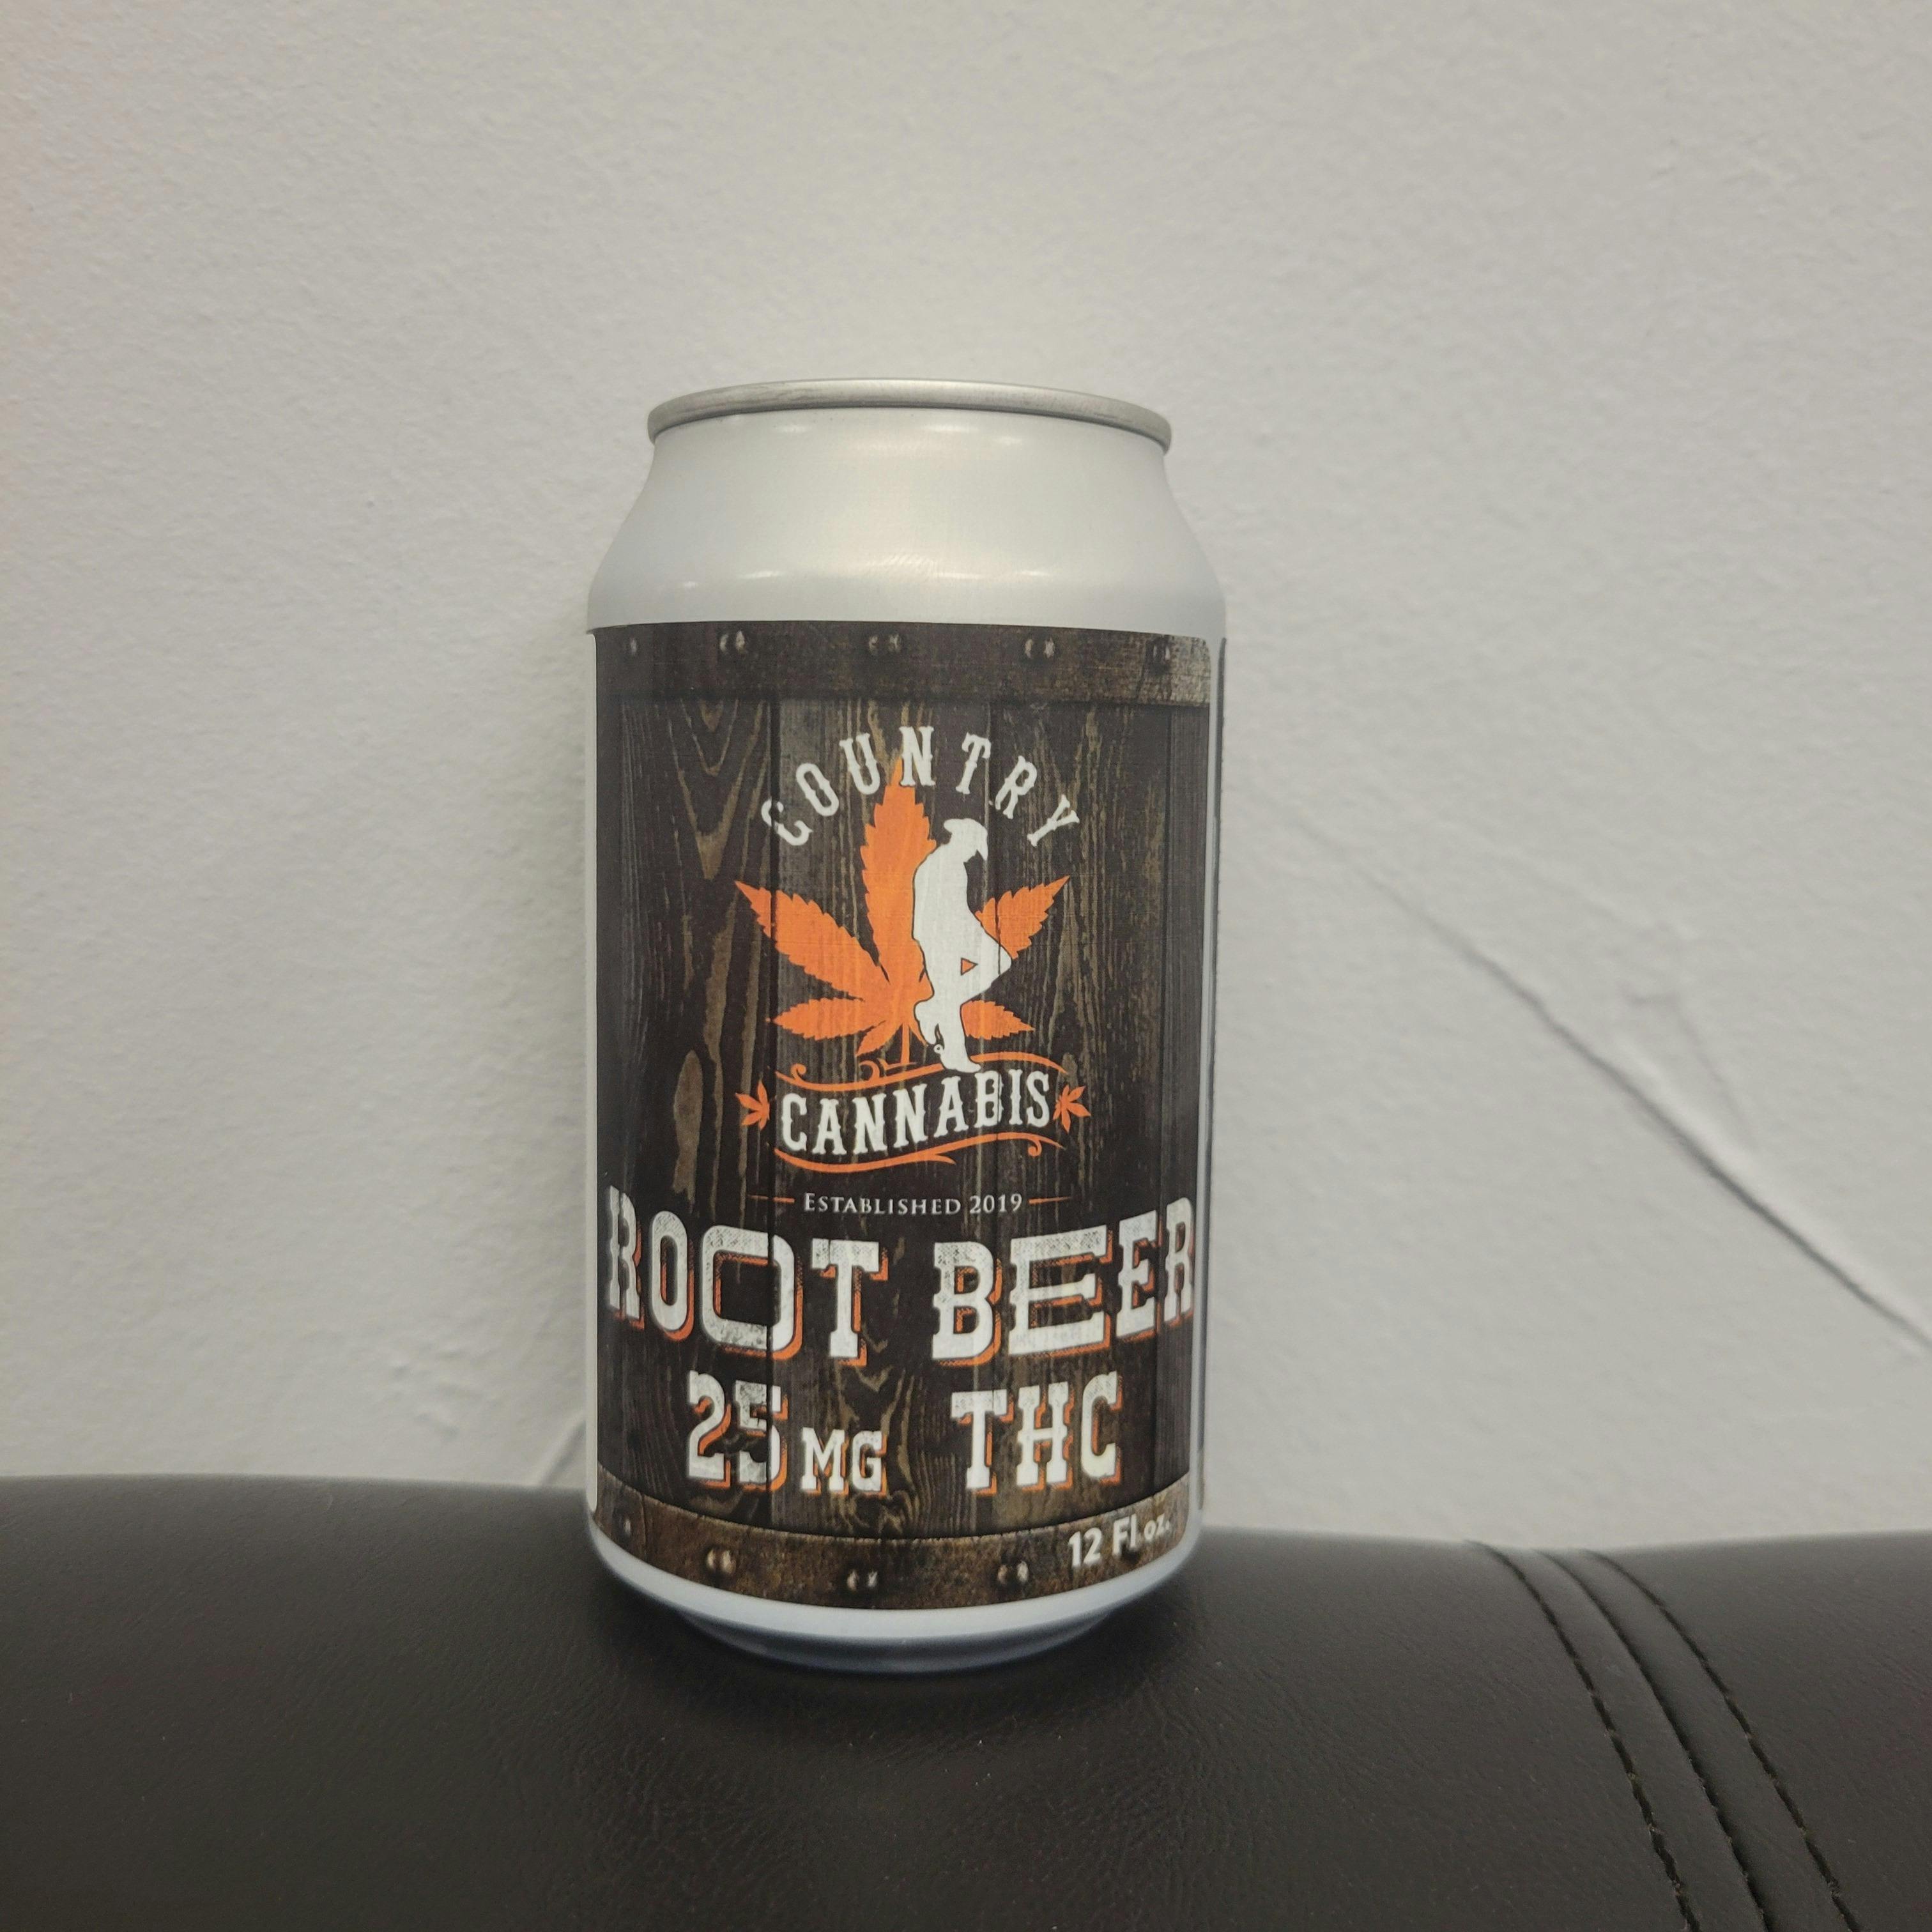 COUNTRY
CANNABIS
ESTABLISHED 2019
ROOT BEER
25 MG THC
12 Fl oz.